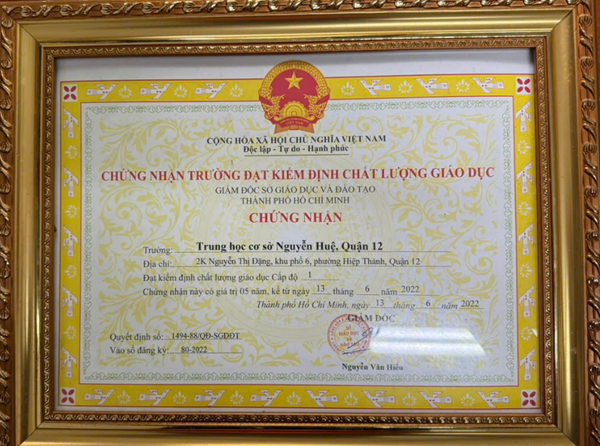 CỘNG HÒA XÃ HỘI CHỦ NGHĨA VIỆT NAM
Độc lập - Tự do - Hạnh phúc
CHỨNG NHẬN TRƯỜNG ĐẠT KIỂM ĐỊNH CHẤT LƯỢNG GIÁO DỤC
GIÁM ĐỐC SỞ GIÁO DỤC VÀ ĐÀO TẠO
THÀNH PHỐ HỒ CHÍ MINH
CHỨNG NHẬN
Trường: Trung học cơ sở Nguyễn Huệ, Quận 12
Địa chỉ: 2K Nguyễn Thị Đặng, khu phố 6, phường Hiệp Thành, Quận 12
Đạt kiểm định chất lượng giáo dục Cấp độ 1
Chứng nhận này có giá trị 05 năm, kể từ ngày 13 tháng 6 năm 2022
Thành phố Hồ Chí Minh, ngày 13 tháng 6 năm 2022
GIÁM ĐỐC
Quyết định số: 1494-88/QĐ-SGDĐT
Vào sổ đăng ký: 80-2022
SỞ
GIÁO DỤC
VÀ
ĐÀO TẠO
Nguyễn Văn Hiếu